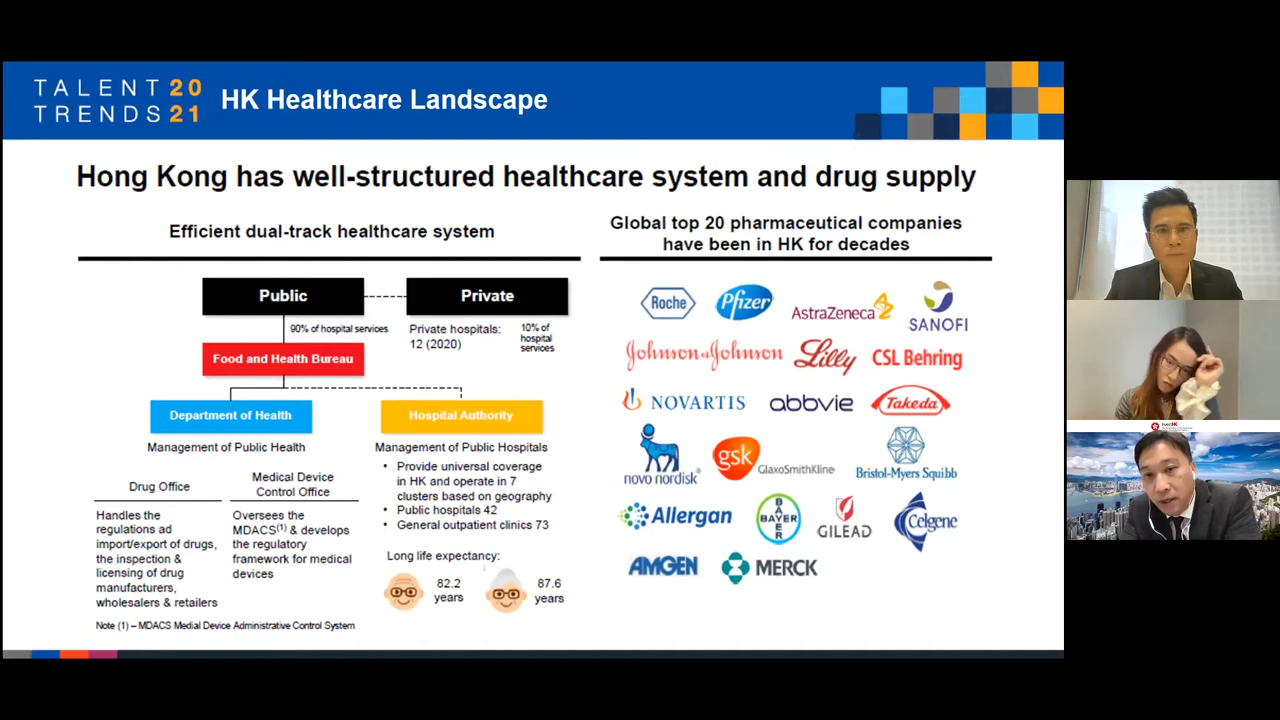 TALENT 20
TRENDS 21
HK Healthcare Landscape
Hong Kong has well-structured healthcare system and drug supply
Efficient dual-track healthcare system
Public
Private
90% of hospital services
Private hospitals:
12 (2020)
10% of
hospital
services
Food and Health Bureau
Department of Health
Hospital Authority
Management of Public Health
Management of Public Hospitals
Drug Office
Handles the
regulations ad
import/export of drugs,
the inspection &
licensing of drug
manufacturers,
wholesalers & retailers
Medical Device
Control Office
Oversees the
MDACS(1) & develops
the regulatory
framework for medical
devices
• Provide universal coverage
in HK and operate in 7
clusters based on geography
• Public hospitals 42
• General outpatient clinics 73
Long life expectancy:
82.2
years
87.6
years
Note (1) – MDACS Medial Device Administrative Control System
Global top 20 pharmaceutical companies
have been in HK for decades
Roche
Pfizer
AstraZeneca
SANOFI
Johnson & Johnson
Lilly
CSL Behring
NOVARTIS
abbvie
Takeda
novo nordisk®
gsk
GlaxoSmithKline
Bristol-Myers Squibb
Allergan
BAYER
BAYER
GILEAD
Celgene
AMGEN
MERCK
InvestHK